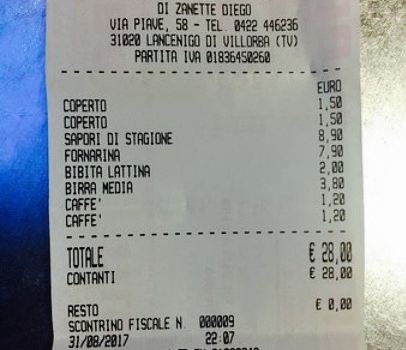 DI ZANETTE DIEGO
VIA PIAVE, 58 - TEL. 0422 446236
31020 LANCENIGO DI VILLORBA (TV)
PARTITA IVA 01836450260
EURO
COPERTO 1,50
COPERTO 1,50
SAPORI DI STAGIONE 8,90
FORNARINA 7,90
BIBITA LATTINA 2,00
BIRRA MEDIA 3,80
CAFFE' 1,20
CAFFE' 1,20
TOTALE € 28,00
CONTANTI € 28,00
RESTO € 0,00
SCONTRINO FISCALE N. 000009
31/08/2017 22:07